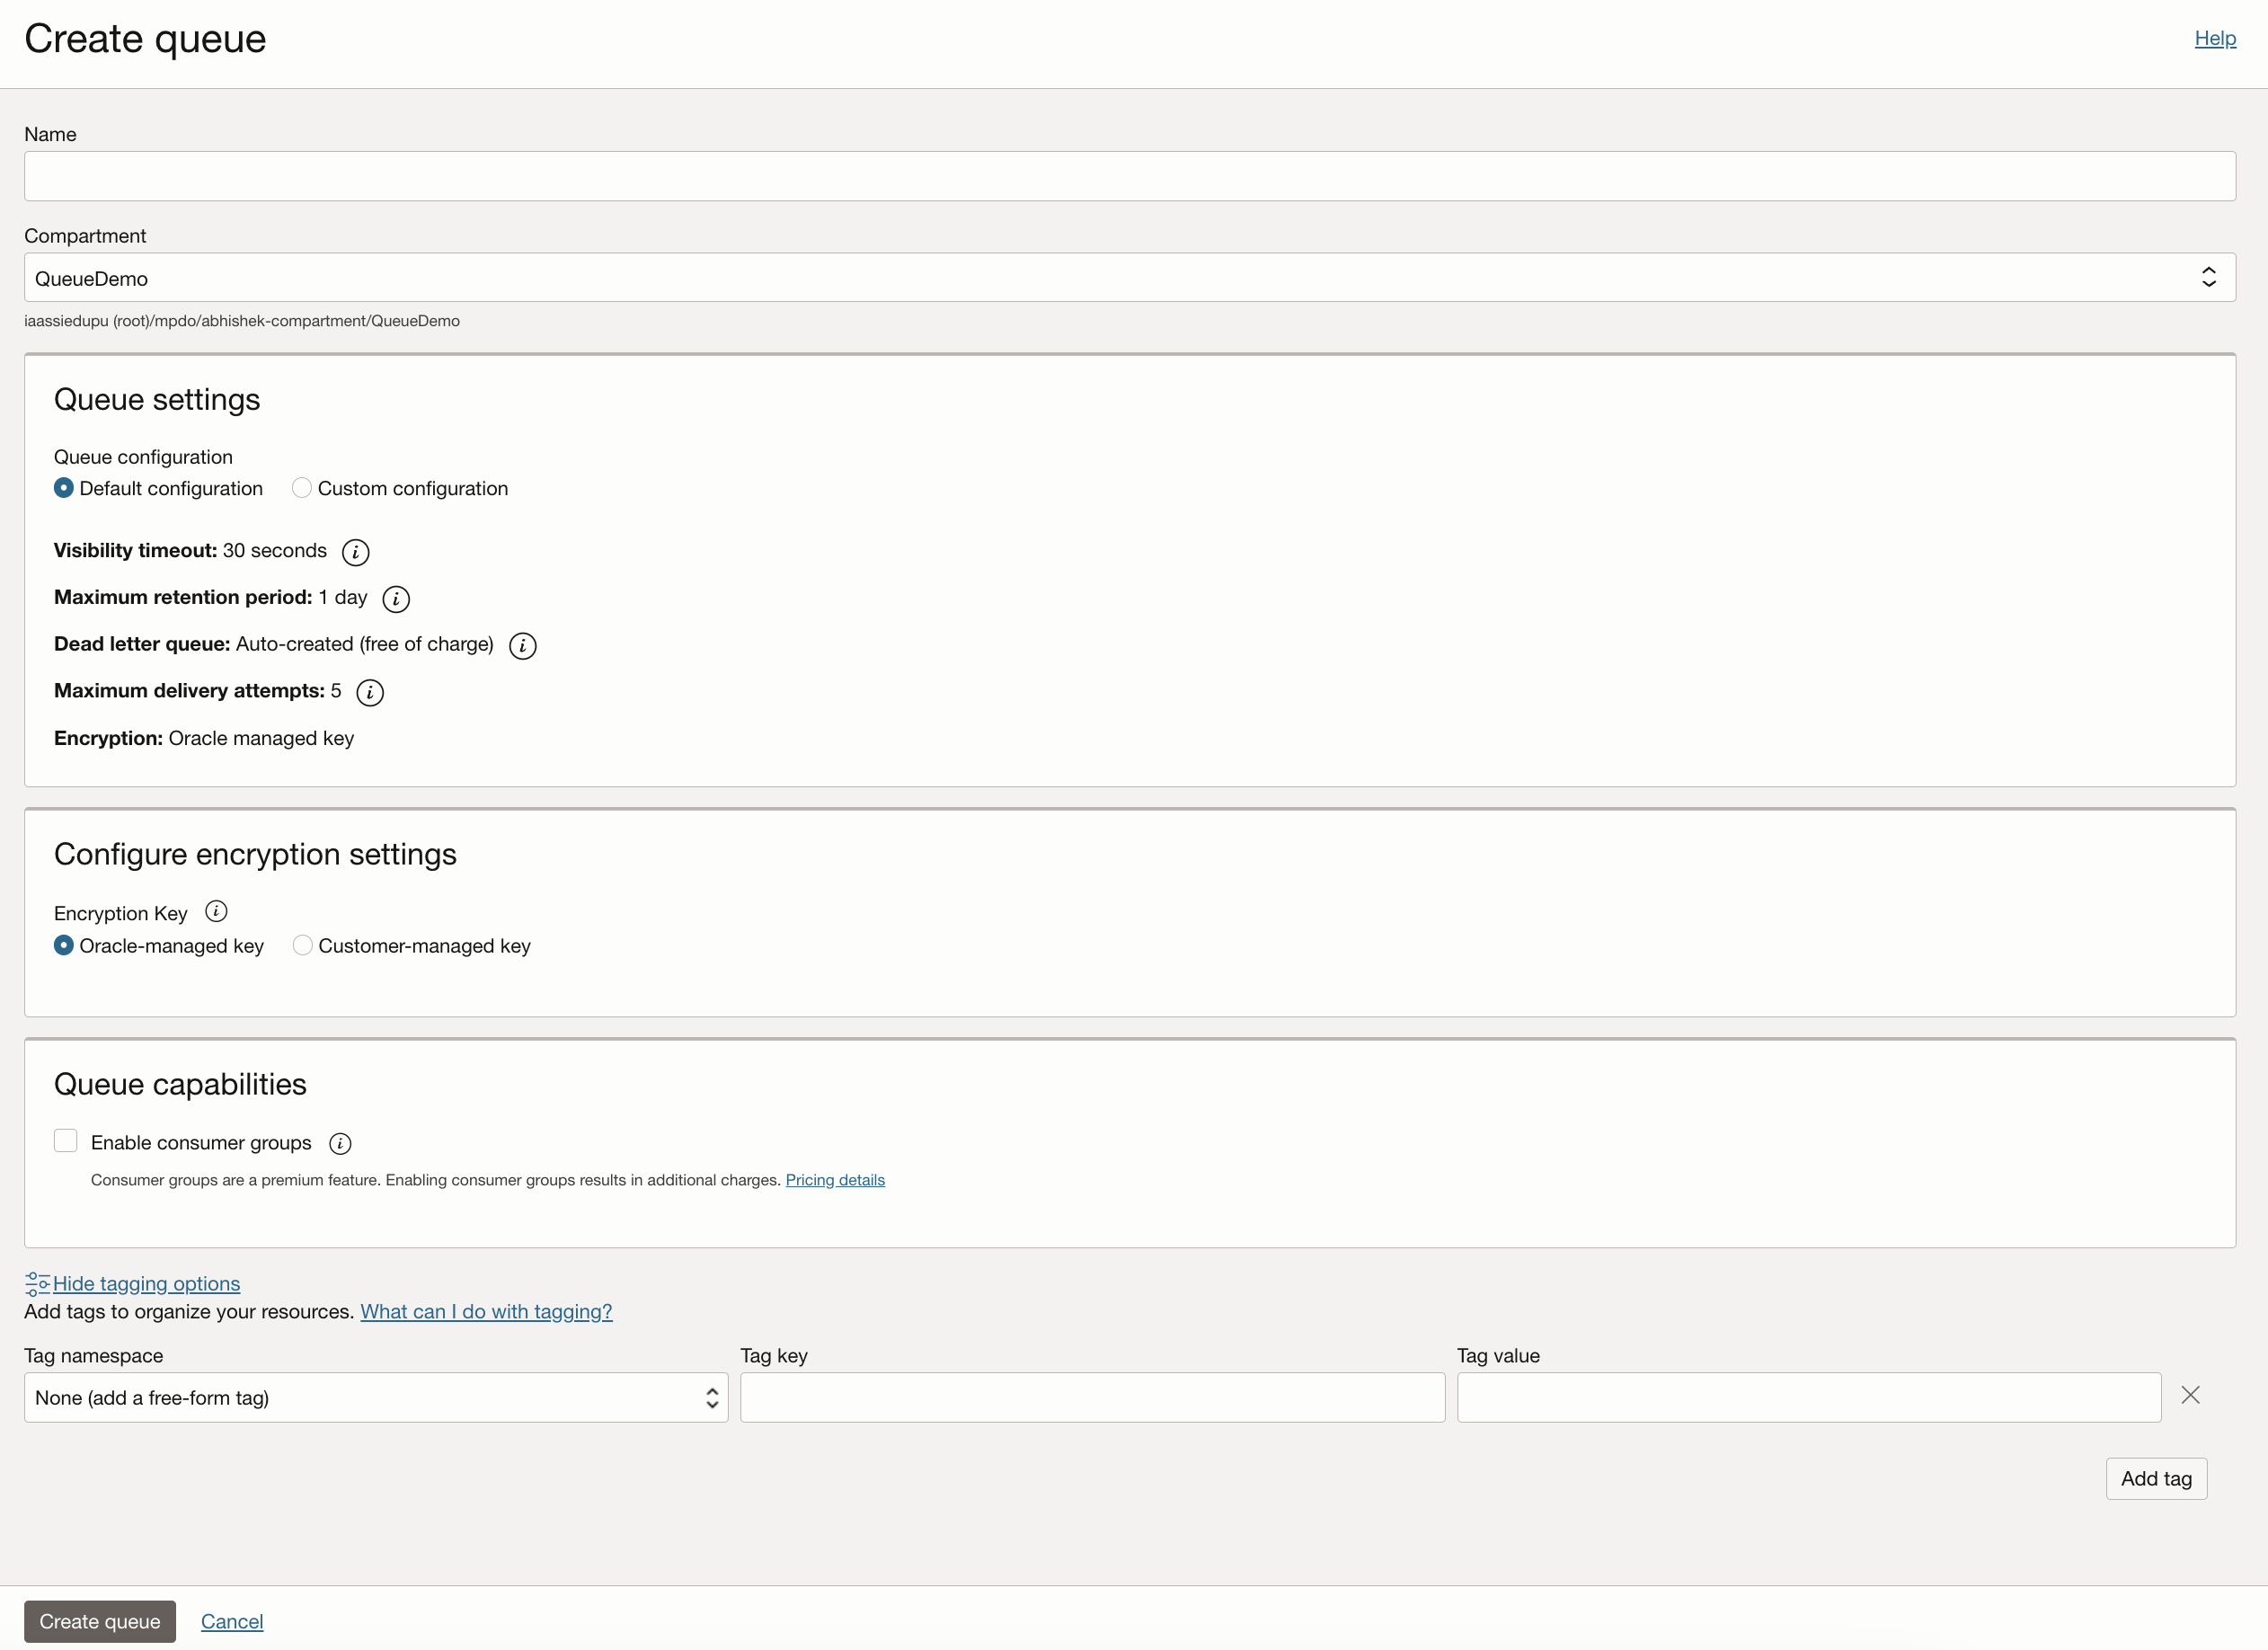 Create queue
Help
Name
Compartment
QueueDemo
iaassiedupu (root)/mpdo/abhishek-compartment/QueueDemo
Queue settings
Queue configuration
Default configuration Custom configuration
Visibility timeout: 30 seconds i
Maximum retention period: 1 day i
Dead letter queue: Auto-created (free of charge) i
Maximum delivery attempts: 5 i
Encryption: Oracle managed key
Configure encryption settings
Encryption Key i
Oracle-managed key Customer-managed key
Queue capabilities
Enable consumer groups i
Consumer groups are a premium feature. Enabling consumer groups results in additional charges. Pricing details
Hide tagging options
Add tags to organize your resources. What can I do with tagging?
Tag namespace Tag key Tag value
None (add a free-form tag)
Add tag
Create queue Cancel